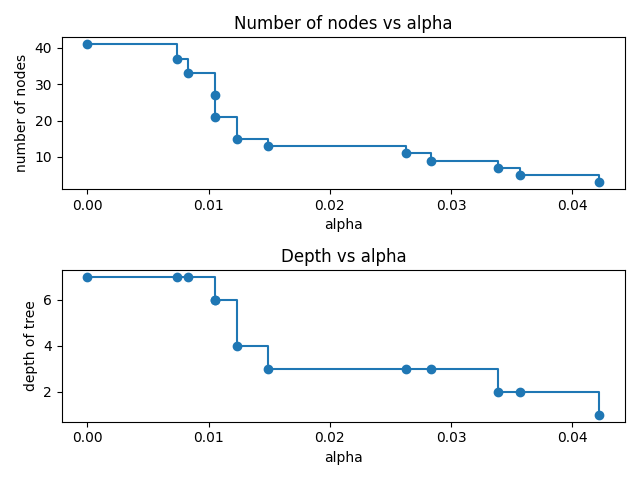 Number of nodes vs alpha
number of nodes
40
30
20
10
0.00 0.01 0.02 0.03 0.04
alpha
Depth vs alpha
depth of tree
6
4
2
0.00 0.01 0.02 0.03 0.04
alpha